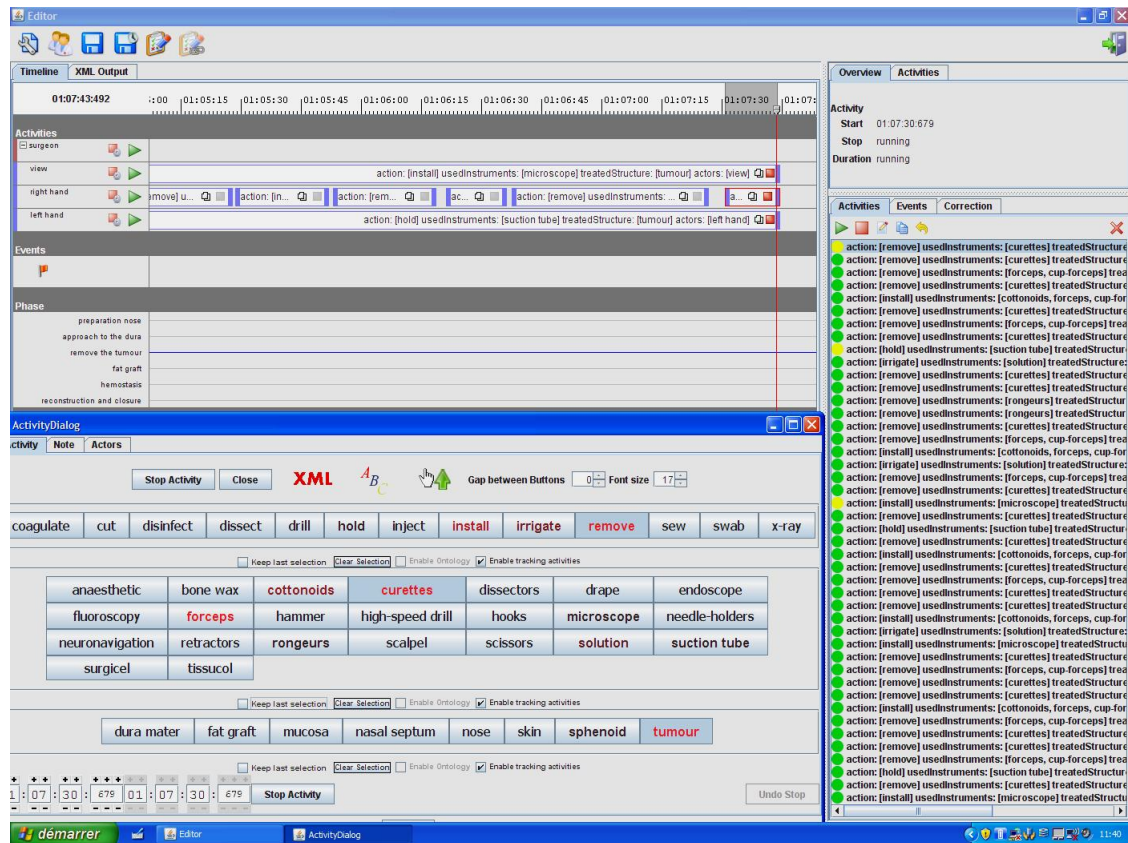 Editor
Timeline XML Output
01:07:43:492 :00 01:05:15 01:05:30 01:05:45 01:06:00 01:06:15 01:06:30 01:06:45 01:07:00 01:07:15 01:07:30 01:07:
Activities
surgeon
view action: [install] usedInstruments: [microscope] treatedStructure: [tumour] actors: [view]
right hand emove] u... action: [in... action: [rem... ac... action: [remove] usedInstruments: ... a...
left hand action: [hold] usedInstruments: [suction tube] treatedStructure: [tumour] actors: [left hand]
Events
Phase
preparation nose
approach to the dura
remove the tumour
fat graft
hemostasis
reconstruction and closure
Overview Activities
Activity
Start 01:07:30:679
Stop running
Duration running
Activities Events Correction
action: [remove] usedInstruments: [curettes] treatedStructure
action: [remove] usedInstruments: [curettes] treatedStructure
action: [remove] usedInstruments: [forceps, cup-forceps] trea
action: [remove] usedInstruments: [curettes] treatedStructure
action: [install] usedInstruments: [cottonoids, forceps, cup-for
action: [remove] usedInstruments: [curettes] treatedStructure
action: [remove] usedInstruments: [forceps, cup-forceps] trea
action: [remove] usedInstruments: [curettes] treatedStructure
action: [hold] usedInstruments: [suction tube] treatedStructur
action: [irrigate] usedInstruments: [solution] treatedStructure:
action: [remove] usedInstruments: [curettes] treatedStructure
action: [remove] usedInstruments: [curettes] treatedStructure
action: [remove] usedInstruments: [rongeurs] treatedStructur
action: [remove] usedInstruments: [rongeurs] treatedStructur
action: [remove] usedInstruments: [curettes] treatedStructure
action: [remove] usedInstruments: [forceps, cup-forceps] trea
action: [install] usedInstruments: [cottonoids, forceps, cup-for
action: [irrigate] usedInstruments: [solution] treatedStructure:
action: [remove] usedInstruments: [forceps, cup-forceps] trea
action: [remove] usedInstruments: [curettes] treatedStructure
action: [install] usedInstruments: [microscope] treatedStructu
action: [remove] usedInstruments: [curettes] treatedStructure
action: [hold] usedInstruments: [suction tube] treatedStructur
action: [remove] usedInstruments: [curettes] treatedStructure
action: [install] usedInstruments: [cottonoids, forceps, cup-for
action: [remove] usedInstruments: [curettes] treatedStructure
action: [remove] usedInstruments: [forceps, cup-forceps] trea
action: [remove] usedInstruments: [curettes] treatedStructure
action: [remove] usedInstruments: [curettes] treatedStructure
action: [install] usedInstruments: [cottonoids, forceps, cup-for
action: [irrigate] usedInstruments: [solution] treatedStructure:
action: [install] usedInstruments: [microscope] treatedStructu
action: [remove] usedInstruments: [curettes] treatedStructure
action: [remove] usedInstruments: [forceps, cup-forceps] trea
action: [remove] usedInstruments: [curettes] treatedStructure
action: [remove] usedInstruments: [curettes] treatedStructure
action: [install] usedInstruments: [cottonoids, forceps, cup-for
action: [remove] usedInstruments: [forceps, cup-forceps] trea
action: [remove] usedInstruments: [curettes] treatedStructure
action: [remove] usedInstruments: [curettes] treatedStructure
action: [remove] usedInstruments: [forceps, cup-forceps] trea
action: [hold] usedInstruments: [suction tube] treatedStructur
action: [remove] usedInstruments: [curettes] treatedStructure
action: [install] usedInstruments: [microscope] treatedStructu
ActivityDialog
ctivity Note Actors
Stop Activity Close XML ABC Gap between Buttons 0 Font size 17
coagulate cut disinfect dissect drill hold inject install irrigate remove sew swab x-ray
Keep last selection Clear Selection Enable Ontology Enable tracking activities
anaesthetic bone wax cottonoids curettes dissectors drape endoscope
fluoroscopy forceps hammer high-speed drill hooks microscope needle-holders
neuronavigation retractors rongeurs scalpel scissors solution suction tube
surgicel tissucol
Keep last selection Clear Selection Enable Ontology Enable tracking activities
dura mater fat graft mucosa nasal septum nose skin sphenoid tumour
Keep last selection Clear Selection Enable Ontology Enable tracking activities
1 : 07 : 30 : 679 01 : 07 : 30 : 679 Stop Activity Undo Stop
démarrer Editor ActivityDialog 11:40